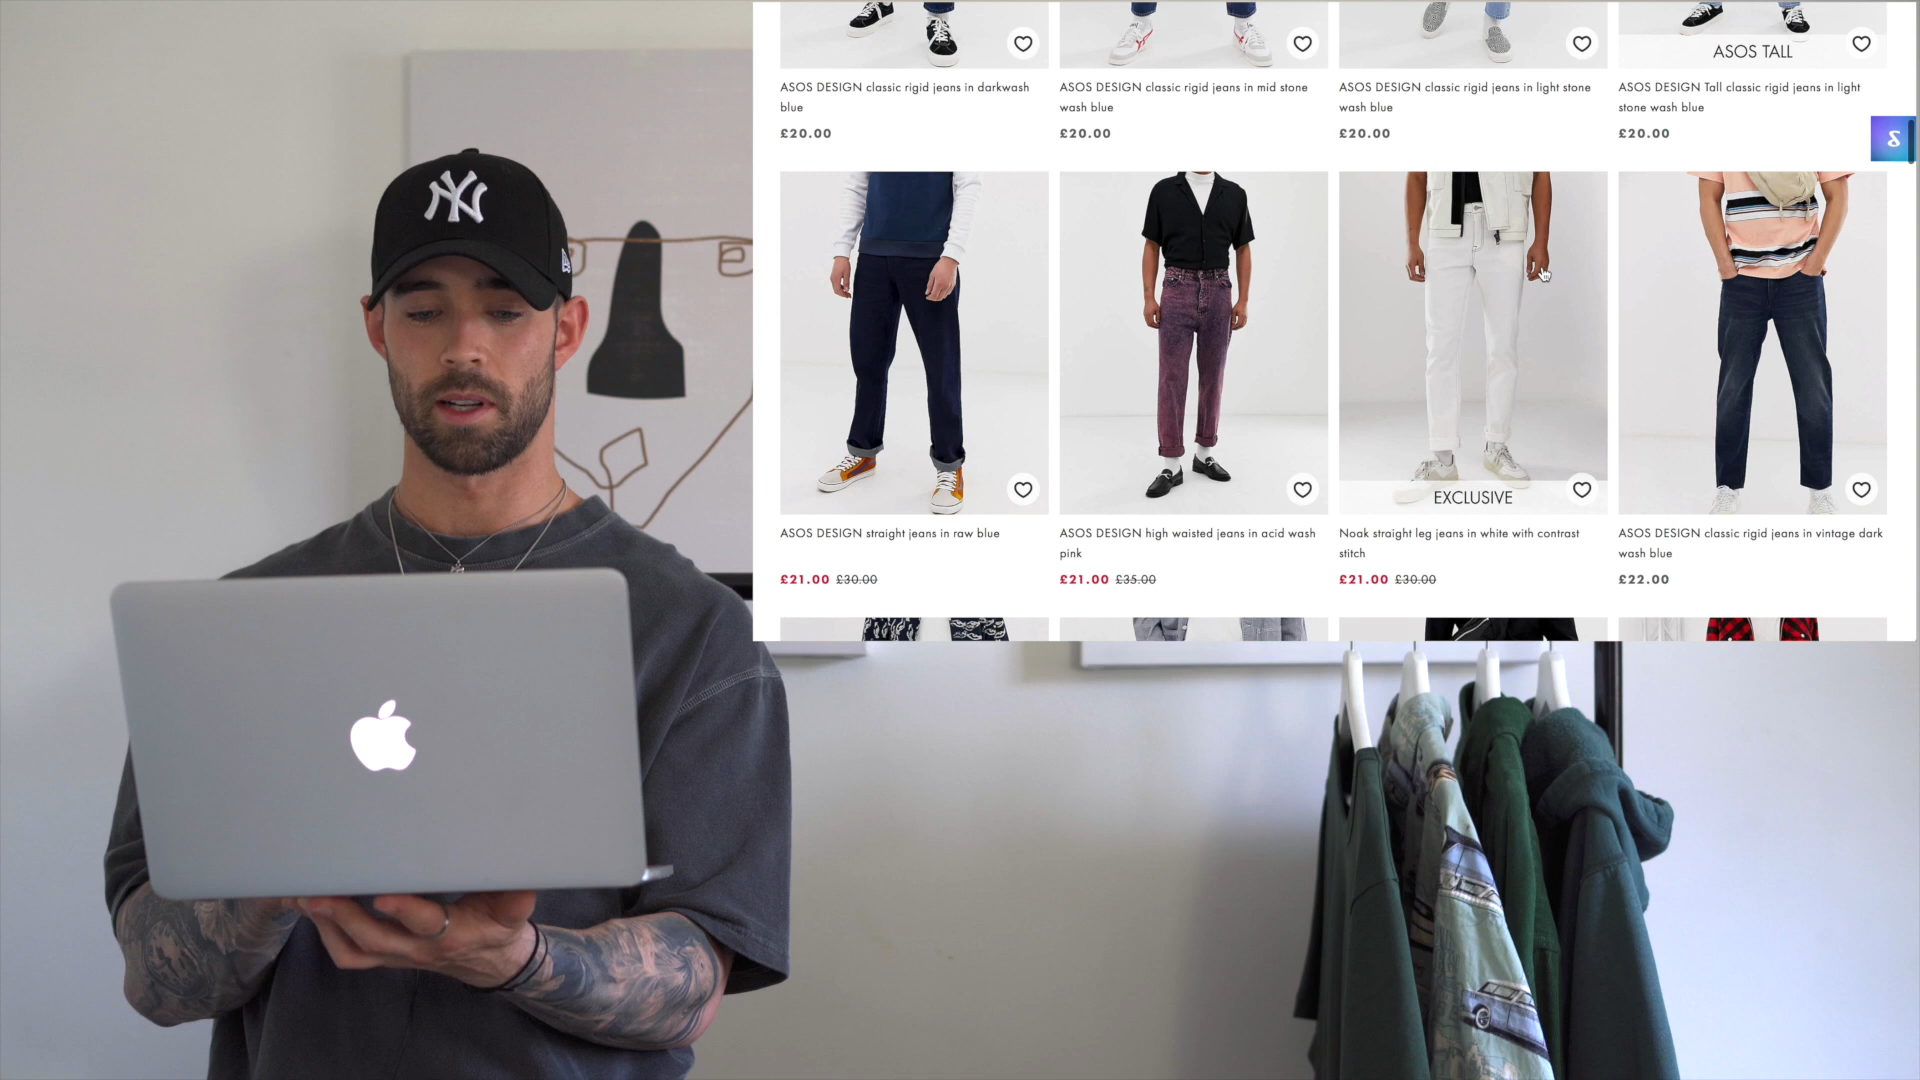 NY
ASOS TALL
ASOS DESIGN classic rigid jeans in darkwash
blue
£20.00
ASOS DESIGN classic rigid jeans in mid stone
wash blue
£20.00
ASOS DESIGN classic rigid jeans in light stone
wash blue
£20.00
ASOS DESIGN Tall classic rigid jeans in light
stone wash blue
£20.00
EXCLUSIVE
ASOS DESIGN straight jeans in raw blue
£21.00 £30.00
ASOS DESIGN high waisted jeans in acid wash
pink
£21.00 £35.00
Noak straight leg jeans in white with contrast
stitch
£21.00 £30.00
ASOS DESIGN classic rigid jeans in vintage dark
wash blue
£22.00